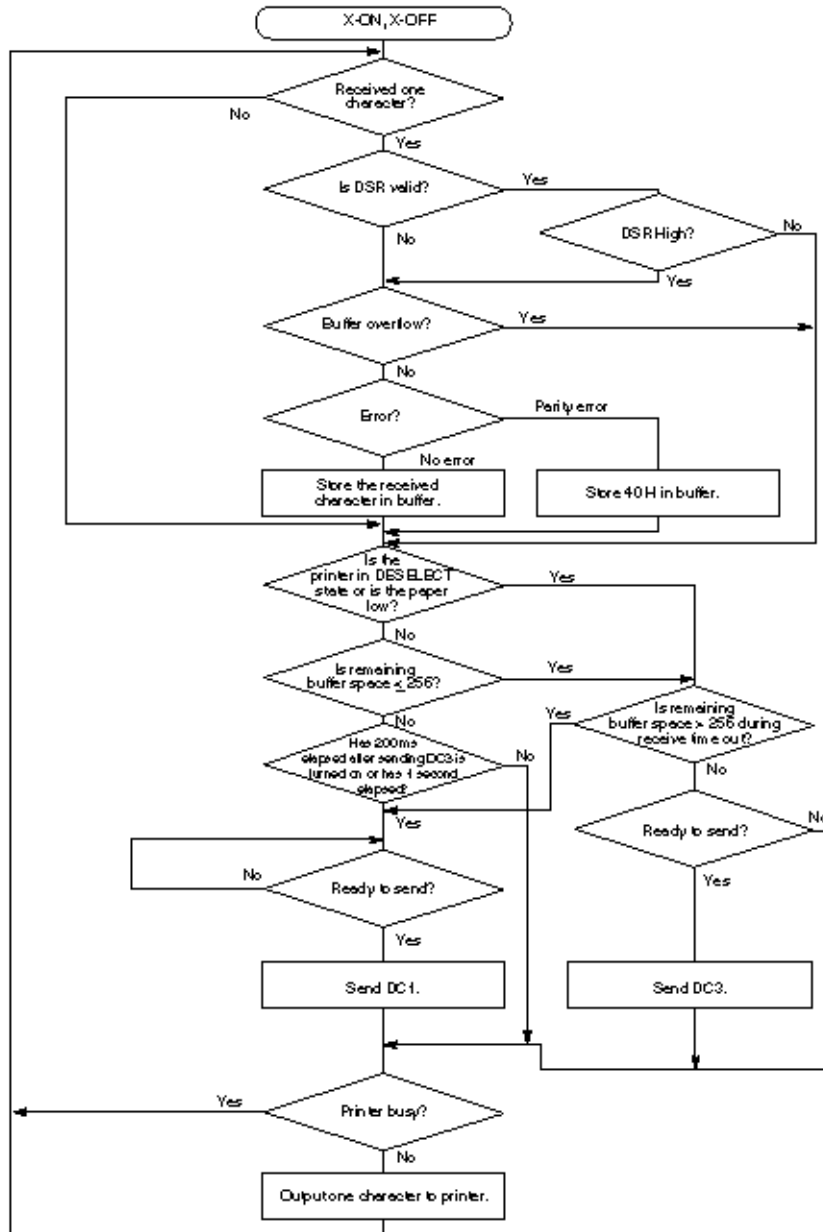 X-ON, X-OFF
Received one
character?
No
Yes
Is DSR valid?
Yes
DSR High?
No
No
Yes
Buffer overflow?
Yes
No
Error?
Parity error
No error
Store the received
character in buffer.
Store 40 H in buffer.
Is the
printer in DESELECT
state or is the paper
low?
Yes
No
Is remaining
buffer space ≤ 256?
Yes
Is remaining
buffer space > 256 during
receive time out?
Yes
No
No
Has 200 ms
elapsed after sending DC3 is
turned on or has 1 second
elapsed?
No
Yes
Ready to send?
No
Yes
Ready to send?
No
Yes
Send DC1.
Send DC3.
Printer busy?
Yes
No
Output one character to printer.